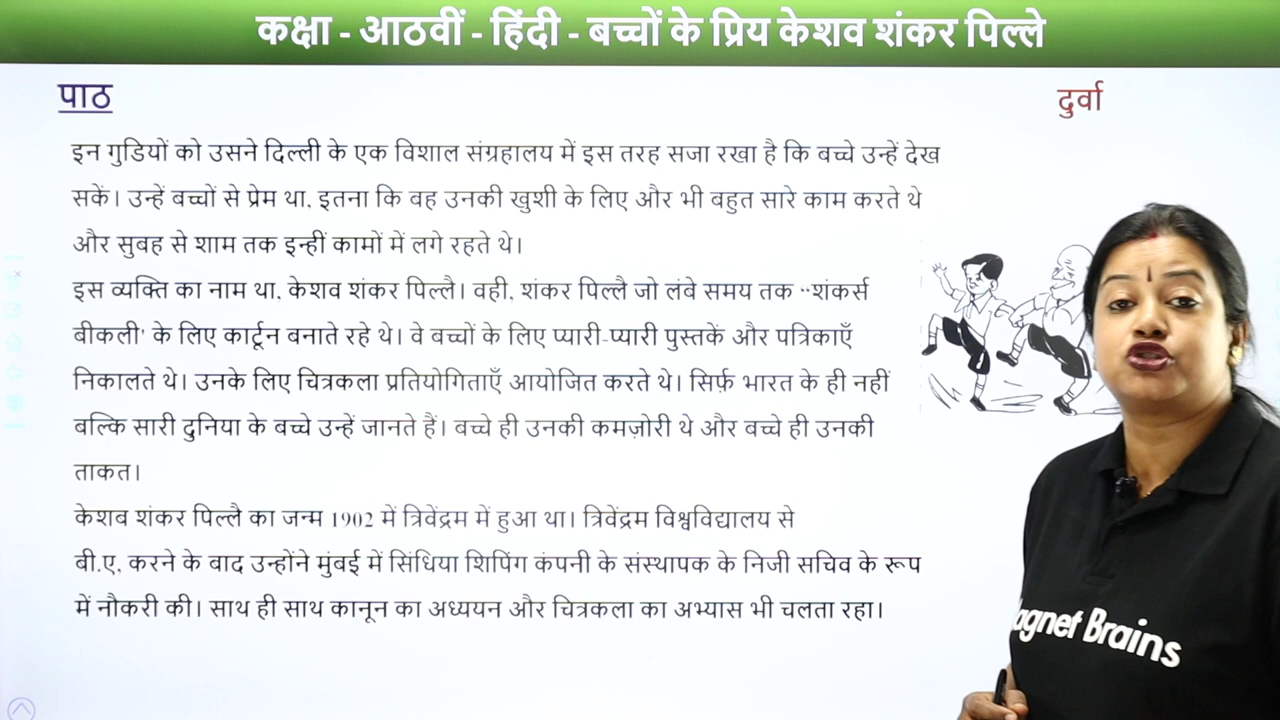 कक्षा - आठवीं - हिंदी - बच्चों के प्रिय केशव शंकर पिल्ले
पाठ
दुर्वा
इन गुडियों को उसने दिल्ली के एक विशाल संग्रहालय में इस तरह सजा रखा है कि बच्चे उन्हें देख
सकें। उन्हें बच्चों से प्रेम था, इतना कि बह उनकी खुशी के लिए और भी बहुत सारे काम करते थे
और सुबह से शाम तक इन्हीं कामों में लगे रहते थे।
इस व्यक्ति का नाम था, केशव शंकर पिल्लै। वही, शंकर पिल्लै जो लंबे समय तक “शंकर्स
बीकली' के लिए कार्टून बनाते रहे थे। वे बच्चों के लिए प्यारी-प्यारी पुस्तकें और पत्रिकाएँ
निकालते थे। उनके लिए चित्रकला प्रतियोगिताएँ आयोजित करते थे। सिर्फ़ भारत के ही नहीं
बल्कि सारी दुनिया के बच्चे उन्हें जानते हैं। बच्चे ही उनकी कमज़ोरी थे और बच्चे ही उनकी
ताकत।
केशब शंकर पिल्लै का जन्म 1902 में त्रिवेंद्रम में हुआ था। त्रिवेंद्रम विश्वविद्यालय से
बी.ए. करने के बाद उन्होंने मुंबई में सिंधिया शिपिंग कंपनी के संस्थापक के निजी सचिव के रूप
में नौकरी की। साथ ही साथ कानून का अध्ययन और चित्रकला का अभ्यास भी चलता रहा।
agnet Brains